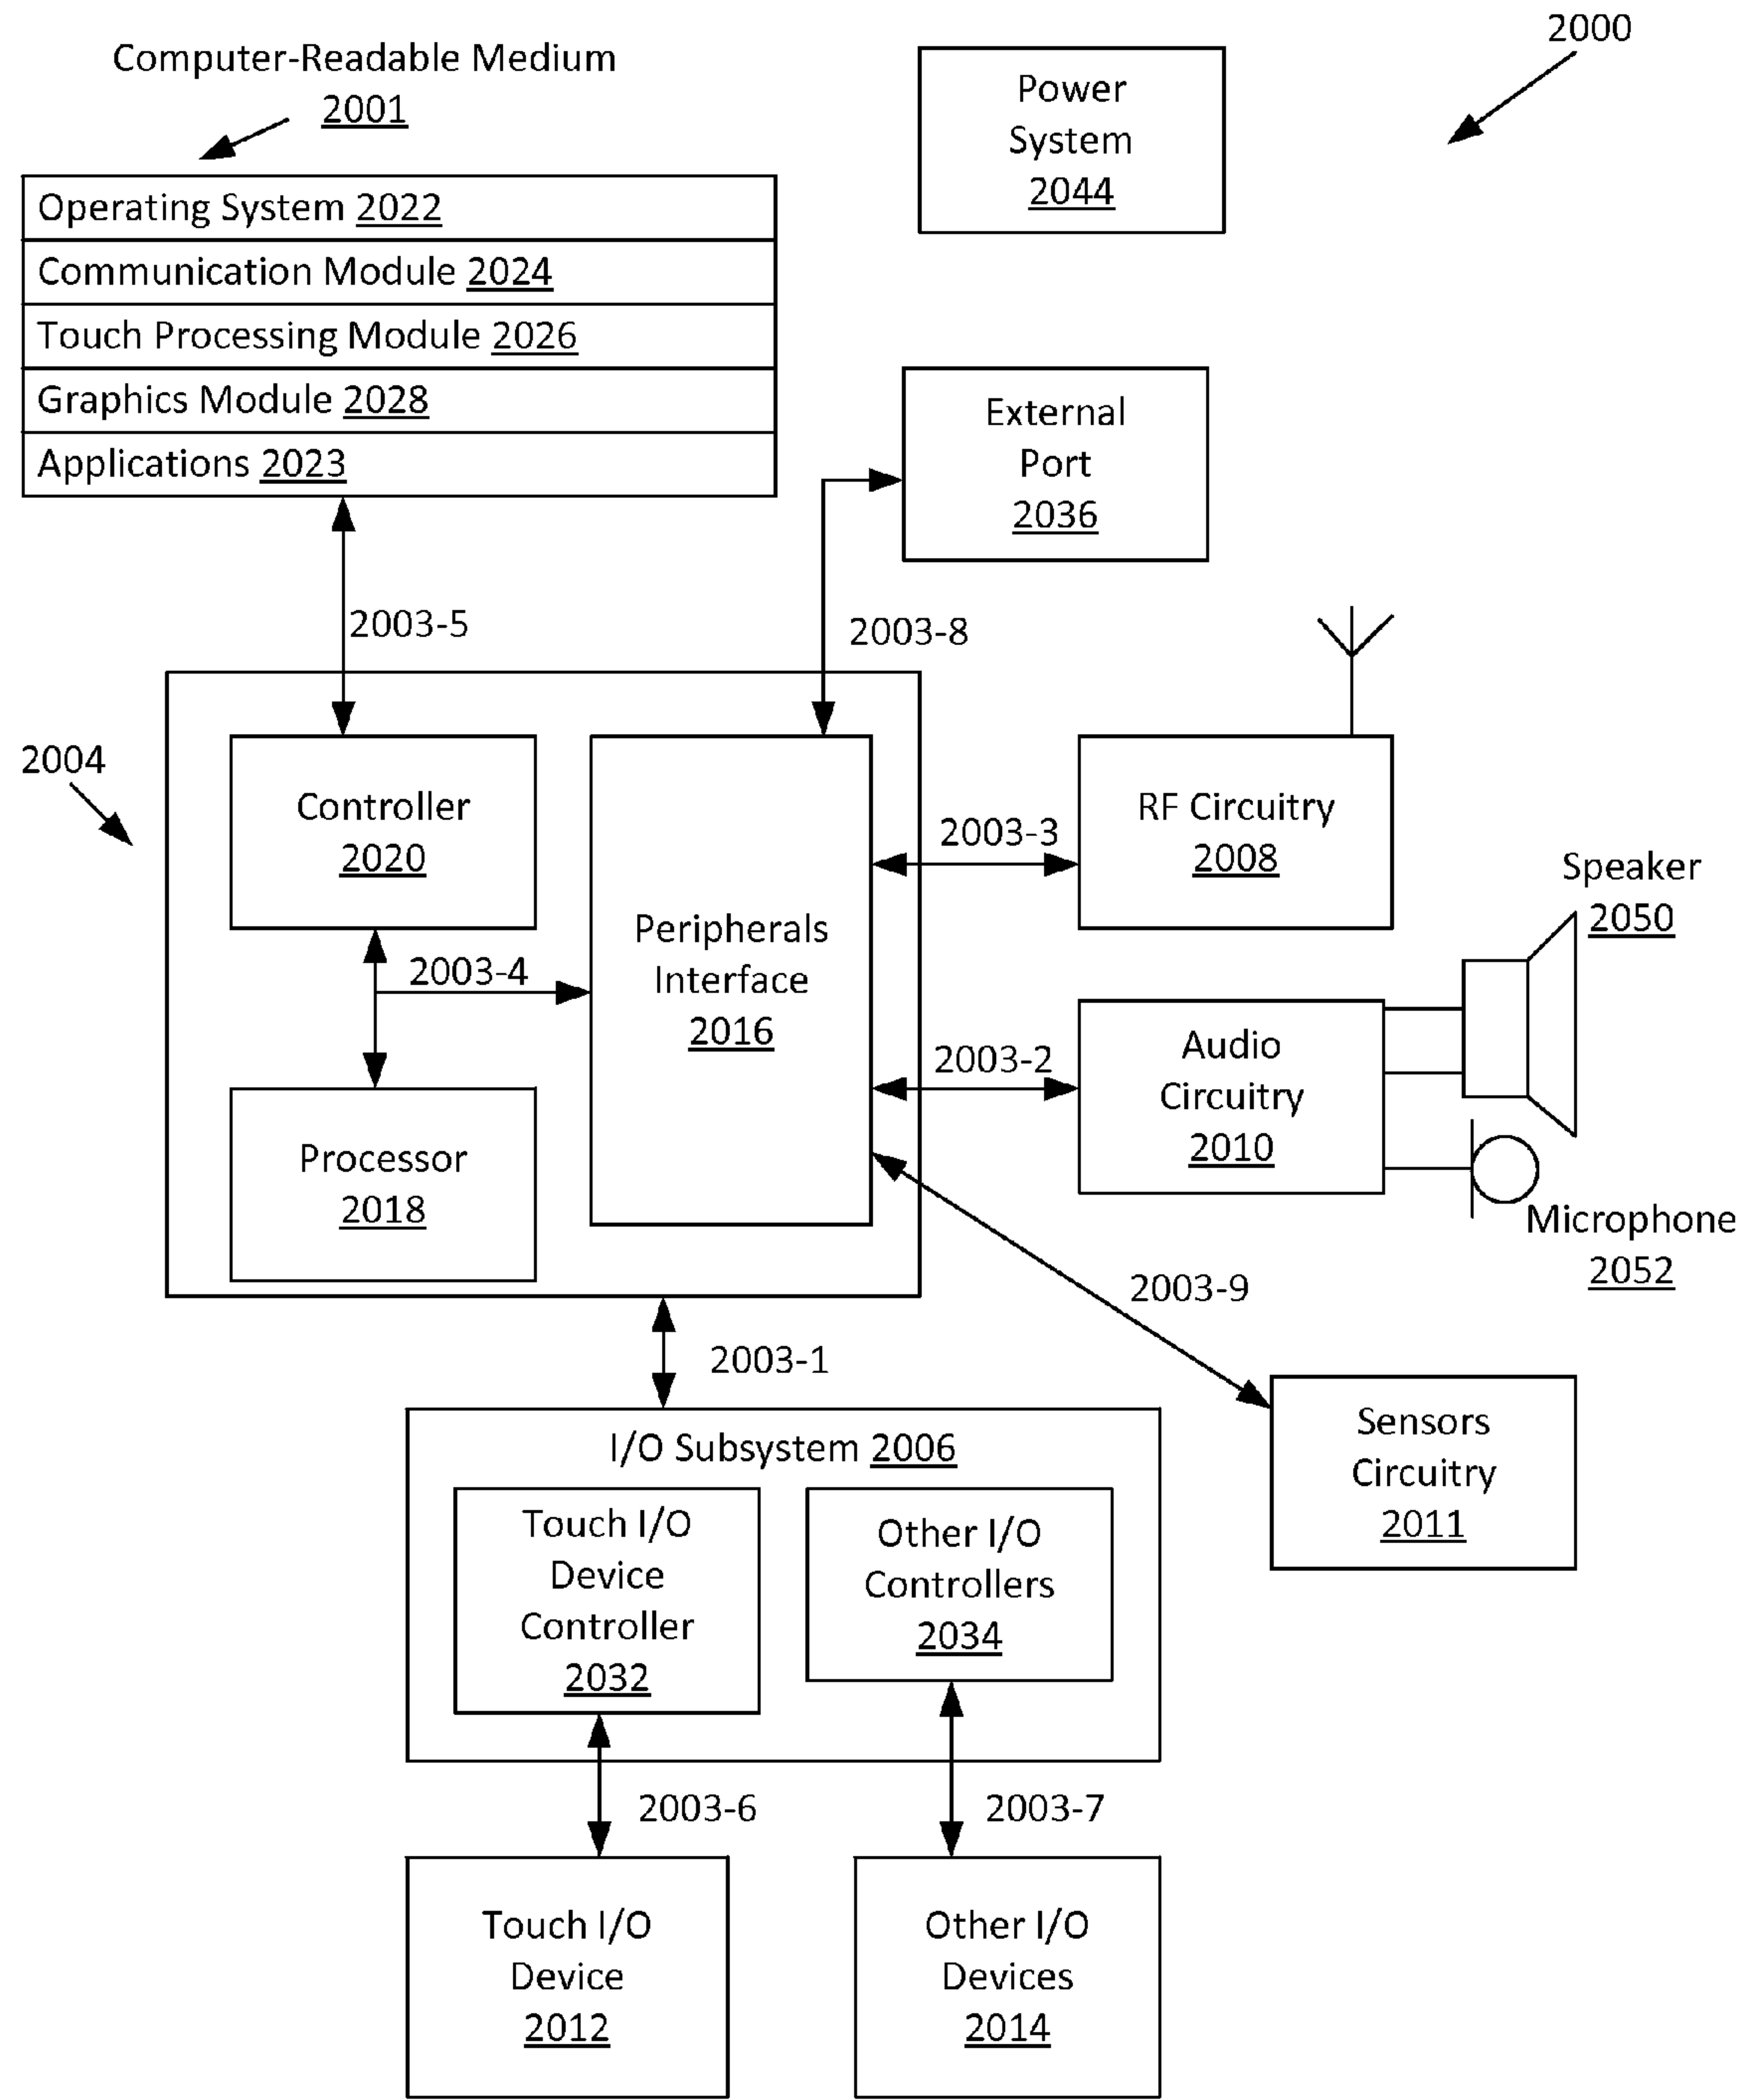 2000
Computer-Readable Medium
2001
Power
System
2044
Operating System 2022
Communication Module 2024
Touch Processing Module 2026
Graphics Module 2028
Applications 2023
External
Port
2036
2003-5
2003-8
2004
Controller
2020
RF Circuitry
2008
2003-3
Speaker
2050
Peripherals
Interface
2016
2003-4
2003-2
Audio
Circuitry
2010
Processor
2018
Microphone
2052
2003-9
2003-1
Sensors
Circuitry
2011
I/O Subsystem 2006
Touch I/O
Device
Controller
2032
Other I/O
Controllers
2034
2003-6
2003-7
Touch I/O
Device
2012
Other I/O
Devices
2014